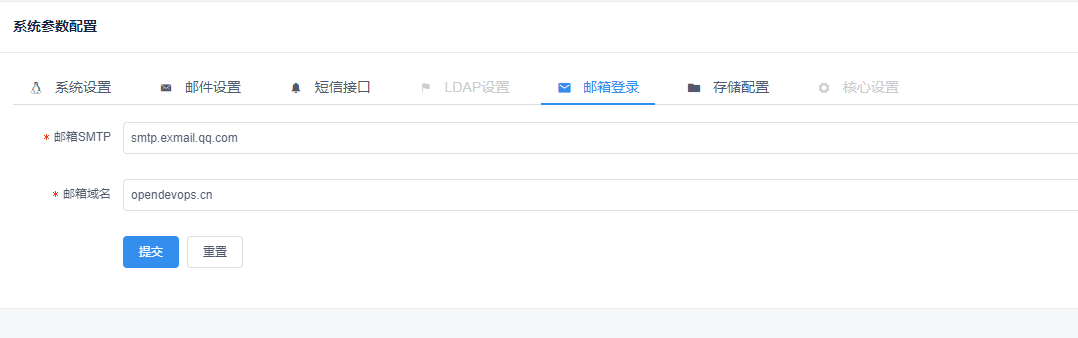 系统参数配置
系统设置 邮件设置 短信接口 LDAP设置 邮箱登录 存储配置 核心设置
* 邮箱SMTP smtp.exmail.qq.com
* 邮箱域名 opendevops.cn
提交 重置